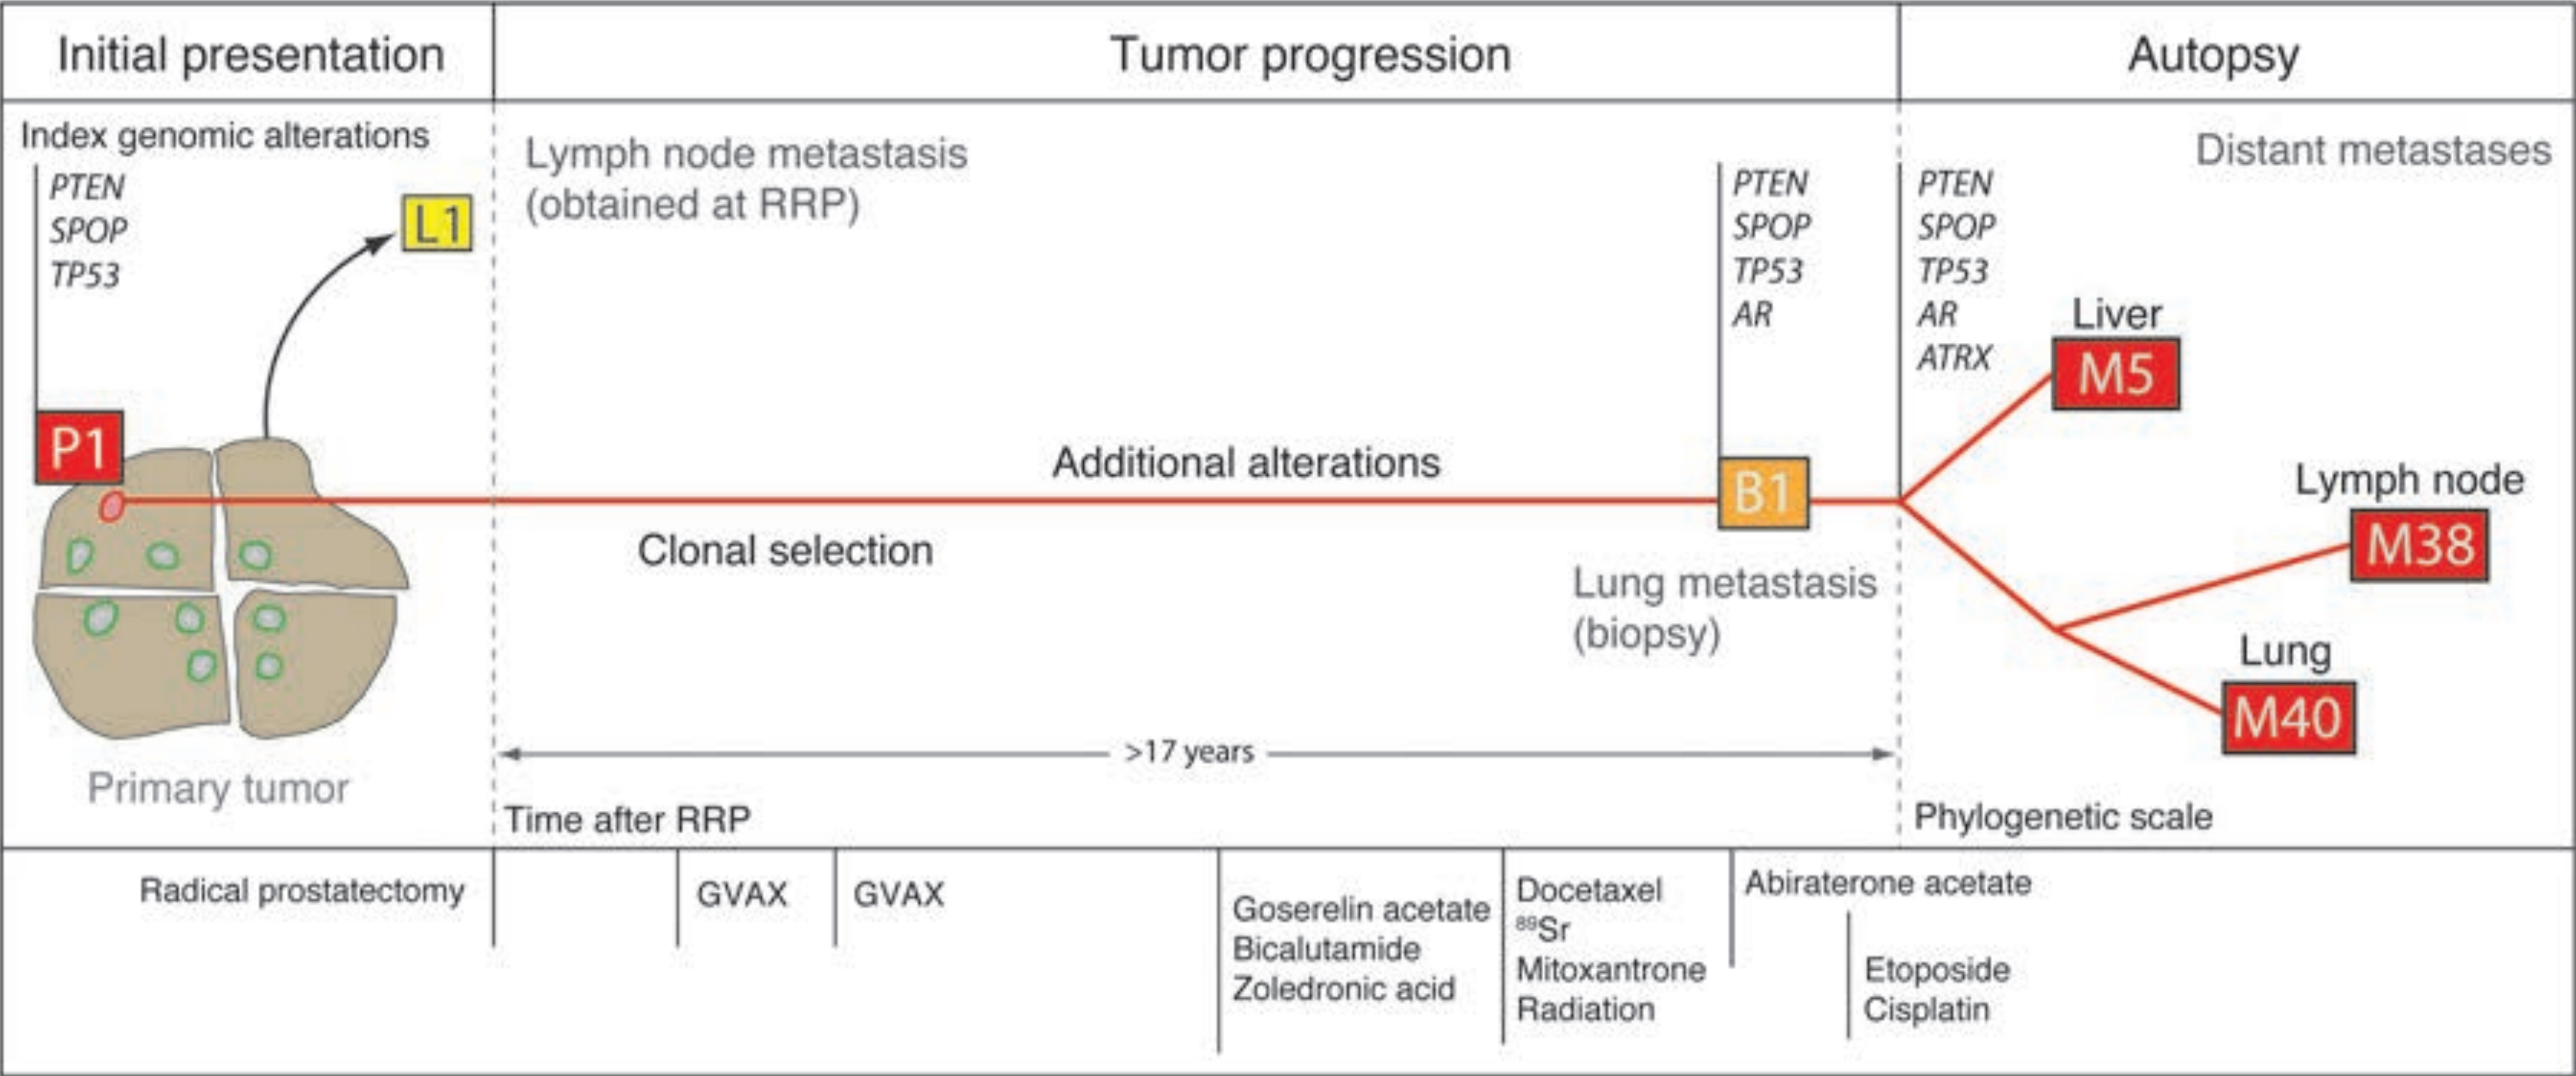 Initial presentation
Tumor progression
Autopsy
Index genomic alterations
PTEN
SPOP
TP53
L1
P1
Primary tumor
Lymph node metastasis
(obtained at RRP)
Additional alterations
Clonal selection
PTEN
SPOP
TP53
AR
B1
Lung metastasis
(biopsy)
>17 years
Time after RRP
Distant metastases
PTEN
SPOP
TP53
AR
ATRX
Liver
M5
Lymph node
M38
Lung
M40
Phylogenetic scale
Radical prostatectomy
GVAX
GVAX
Goserelin acetate
Bicalutamide
Zoledronic acid
Docetaxel
⁸⁹Sr
Mitoxantrone
Radiation
Abiraterone acetate
Etoposide
Cisplatin